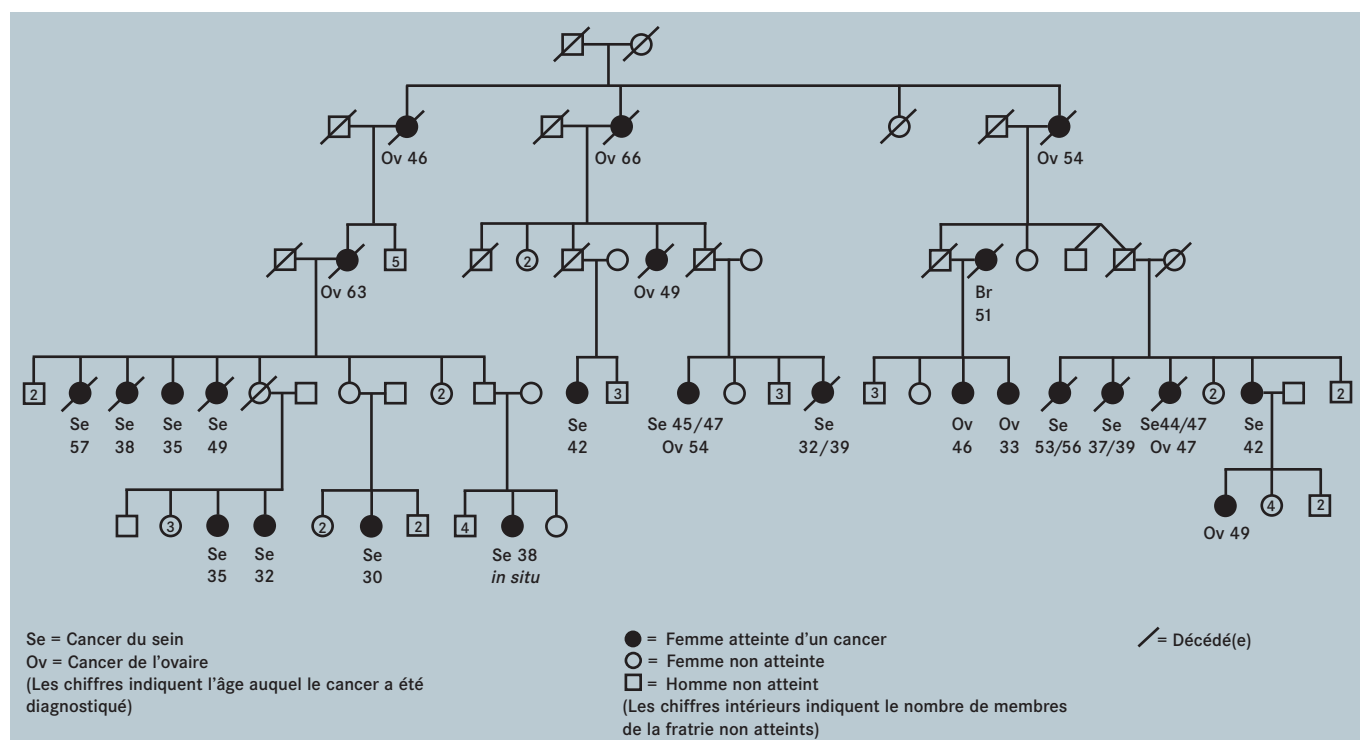 Ov 46
Ov 66
Ov 54
5
2
Ov 63
Ov 49
Br
51
2
2
3
3
3
2
2
Se
57
Se
38
Se
35
Se
49
Se
42
Se 45/47
Ov 54
Se
32/39
Ov
46
Ov
33
Se
53/56
Se
37/39
Se44/47
Ov 47
Se
42
3
2
2
4
4
2
Se
35
Se
32
Se
30
Se 38
in situ
Ov 49
Se = Cancer du sein
Ov = Cancer de l'ovaire
(Les chiffres indiquent l'âge auquel le cancer a été
diagnostiqué)
= Femme atteinte d'un cancer
= Femme non atteinte
= Homme non atteint
(Les chiffres intérieurs indiquent le nombre de membres
de la fratrie non atteints)
= Décédé(e)